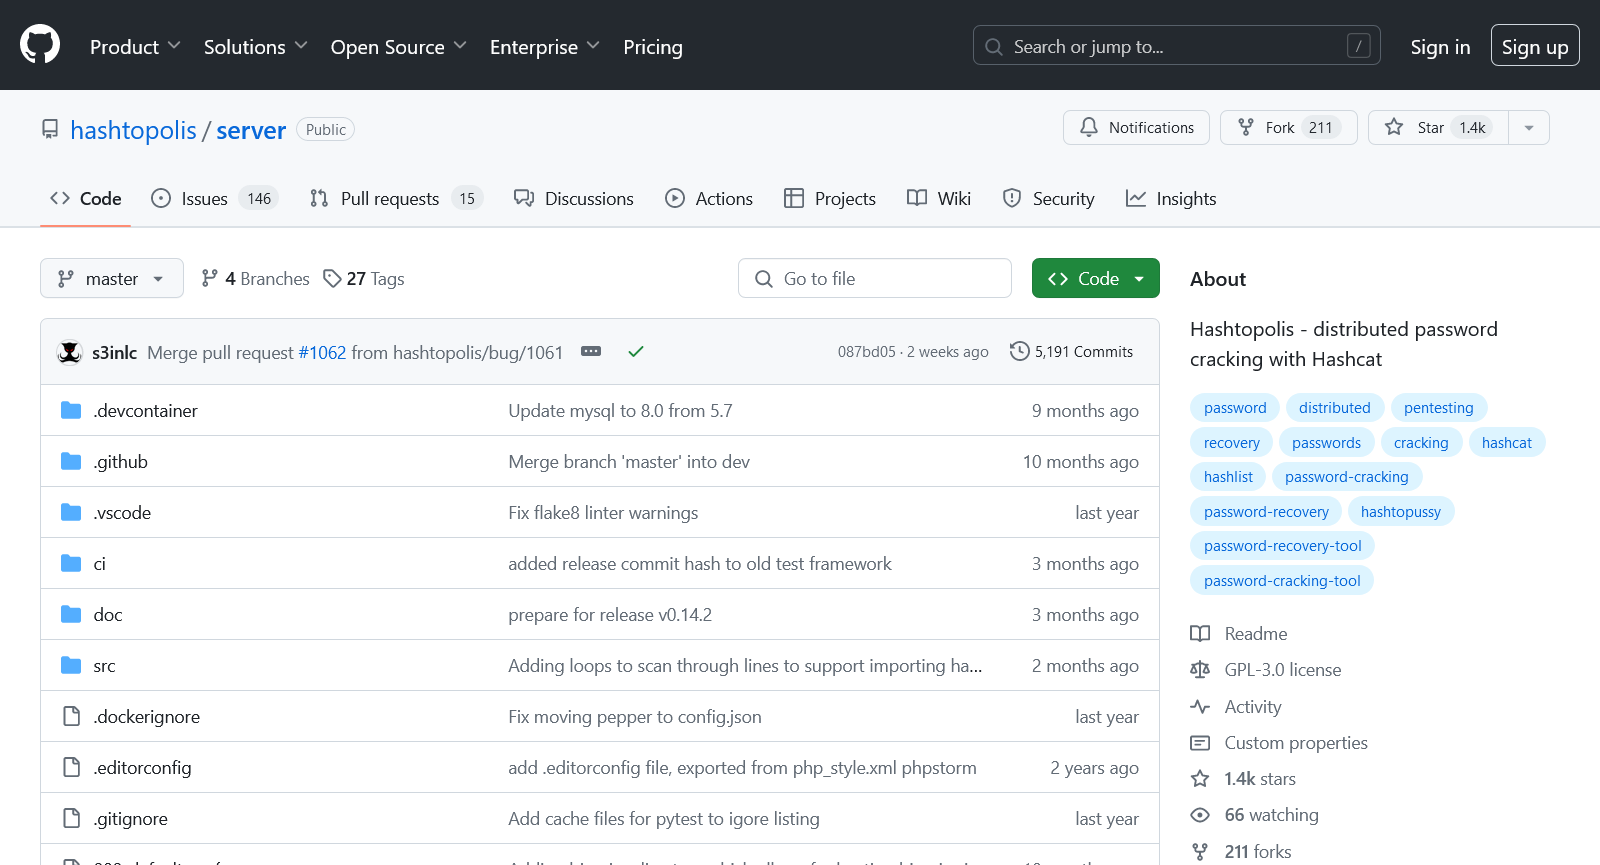 Product Solutions Open Source Enterprise Pricing Search or jump to... / Sign in Sign up
hashtopolis / server Public Notifications Fork 211 Star 1.4k
Code Issues 146 Pull requests 15 Discussions Actions Projects Wiki Security Insights
master 4 Branches 27 Tags Go to file Code
s3inlc Merge pull request #1062 from hashtopolis/bug/1061 087bd05 · 2 weeks ago 5,191 Commits
.devcontainer Update mysql to 8.0 from 5.7 9 months ago
.github Merge branch 'master' into dev 10 months ago
.vscode Fix flake8 linter warnings last year
ci added release commit hash to old test framework 3 months ago
doc prepare for release v0.14.2 3 months ago
src Adding loops to scan through lines to support importing ha... 2 months ago
.dockerignore Fix moving pepper to config.json last year
.editorconfig add .editorconfig file, exported from php_style.xml phpstorm 2 years ago
.gitignore Add cache files for pytest to igore listing last year
About
Hashtopolis - distributed password
cracking with Hashcat
password distributed pentesting
recovery passwords cracking hashcat
hashlist password-cracking
password-recovery hashtopussy
password-recovery-tool
password-cracking-tool
Readme
GPL-3.0 license
Activity
Custom properties
1.4k stars
66 watching
211 forks